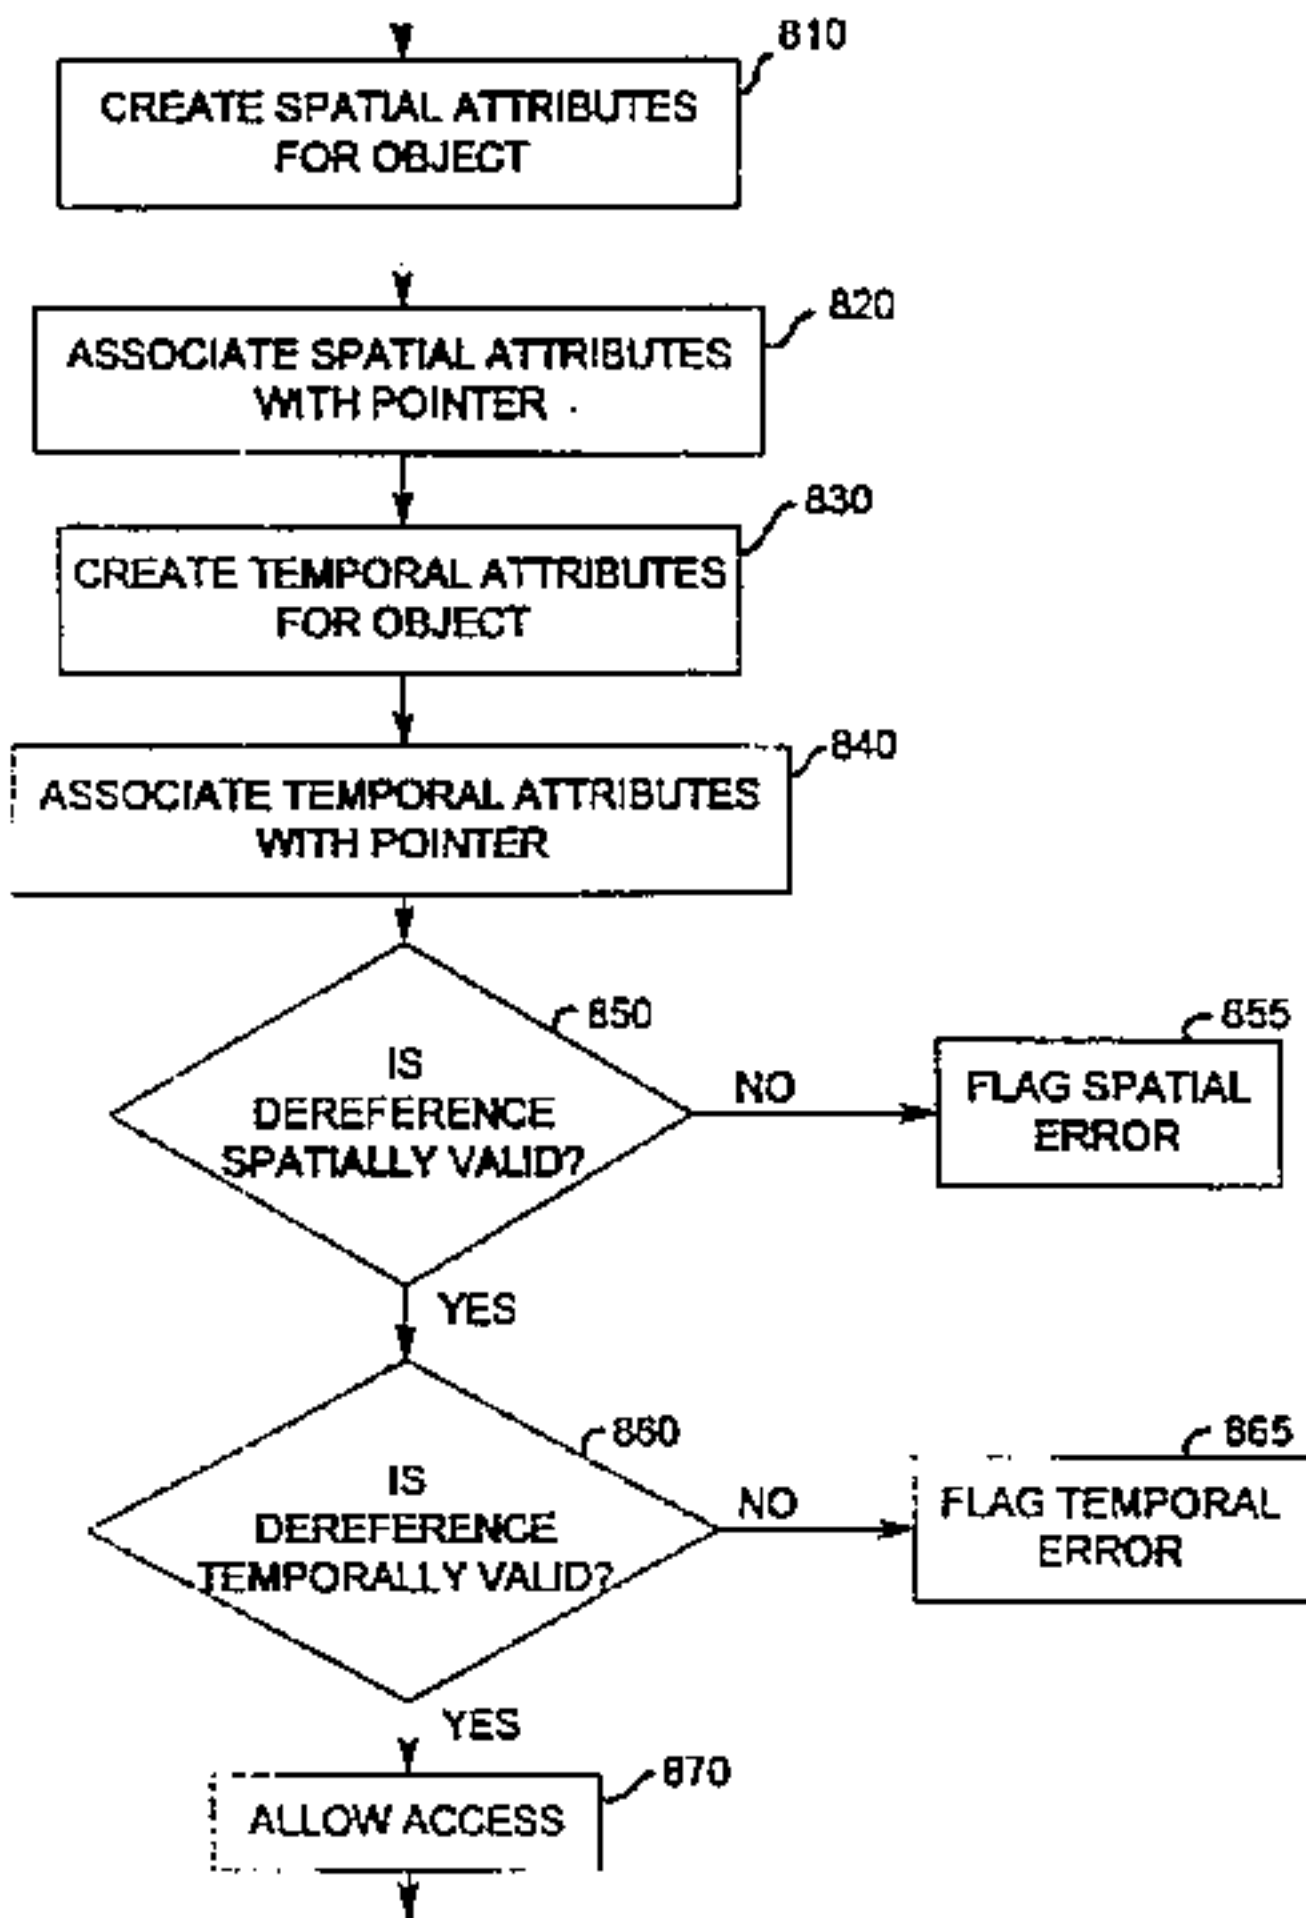 810
CREATE SPATIAL ATTRIBUTES
FOR OBJECT
820
ASSOCIATE SPATIAL ATTRIBUTES
WITH POINTER
830
CREATE TEMPORAL ATTRIBUTES
FOR OBJECT
840
ASSOCIATE TEMPORAL ATTRIBUTES
WITH POINTER
850
IS
DEREFERENCE
SPATIALLY VALID?
NO
855
FLAG SPATIAL
ERROR
YES
860
IS
DEREFERENCE
TEMPORALLY VALID?
NO
865
FLAG TEMPORAL
ERROR
YES
870
ALLOW ACCESS